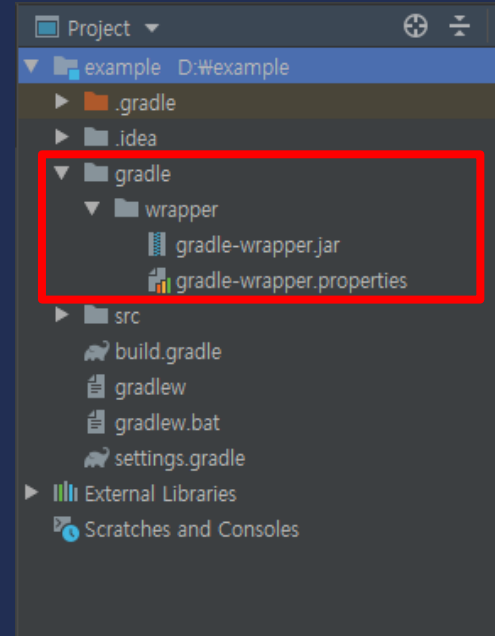 Project
example D:₩example
.gradle
.idea
gradle
wrapper
gradle-wrapper.jar
gradle-wrapper.properties
src
build.gradle
gradlew
gradlew.bat
settings.gradle
External Libraries
Scratches and Consoles